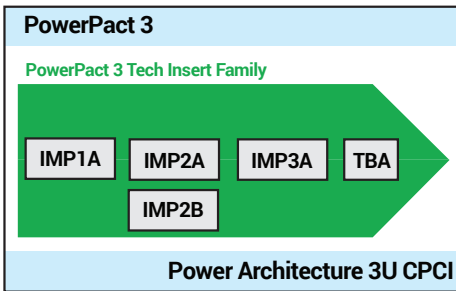 PowerPact 3
PowerPact 3 Tech Insert Family
IMP1A IMP2A IMP3A TBA
IMP2B
Power Architecture 3U CPCI